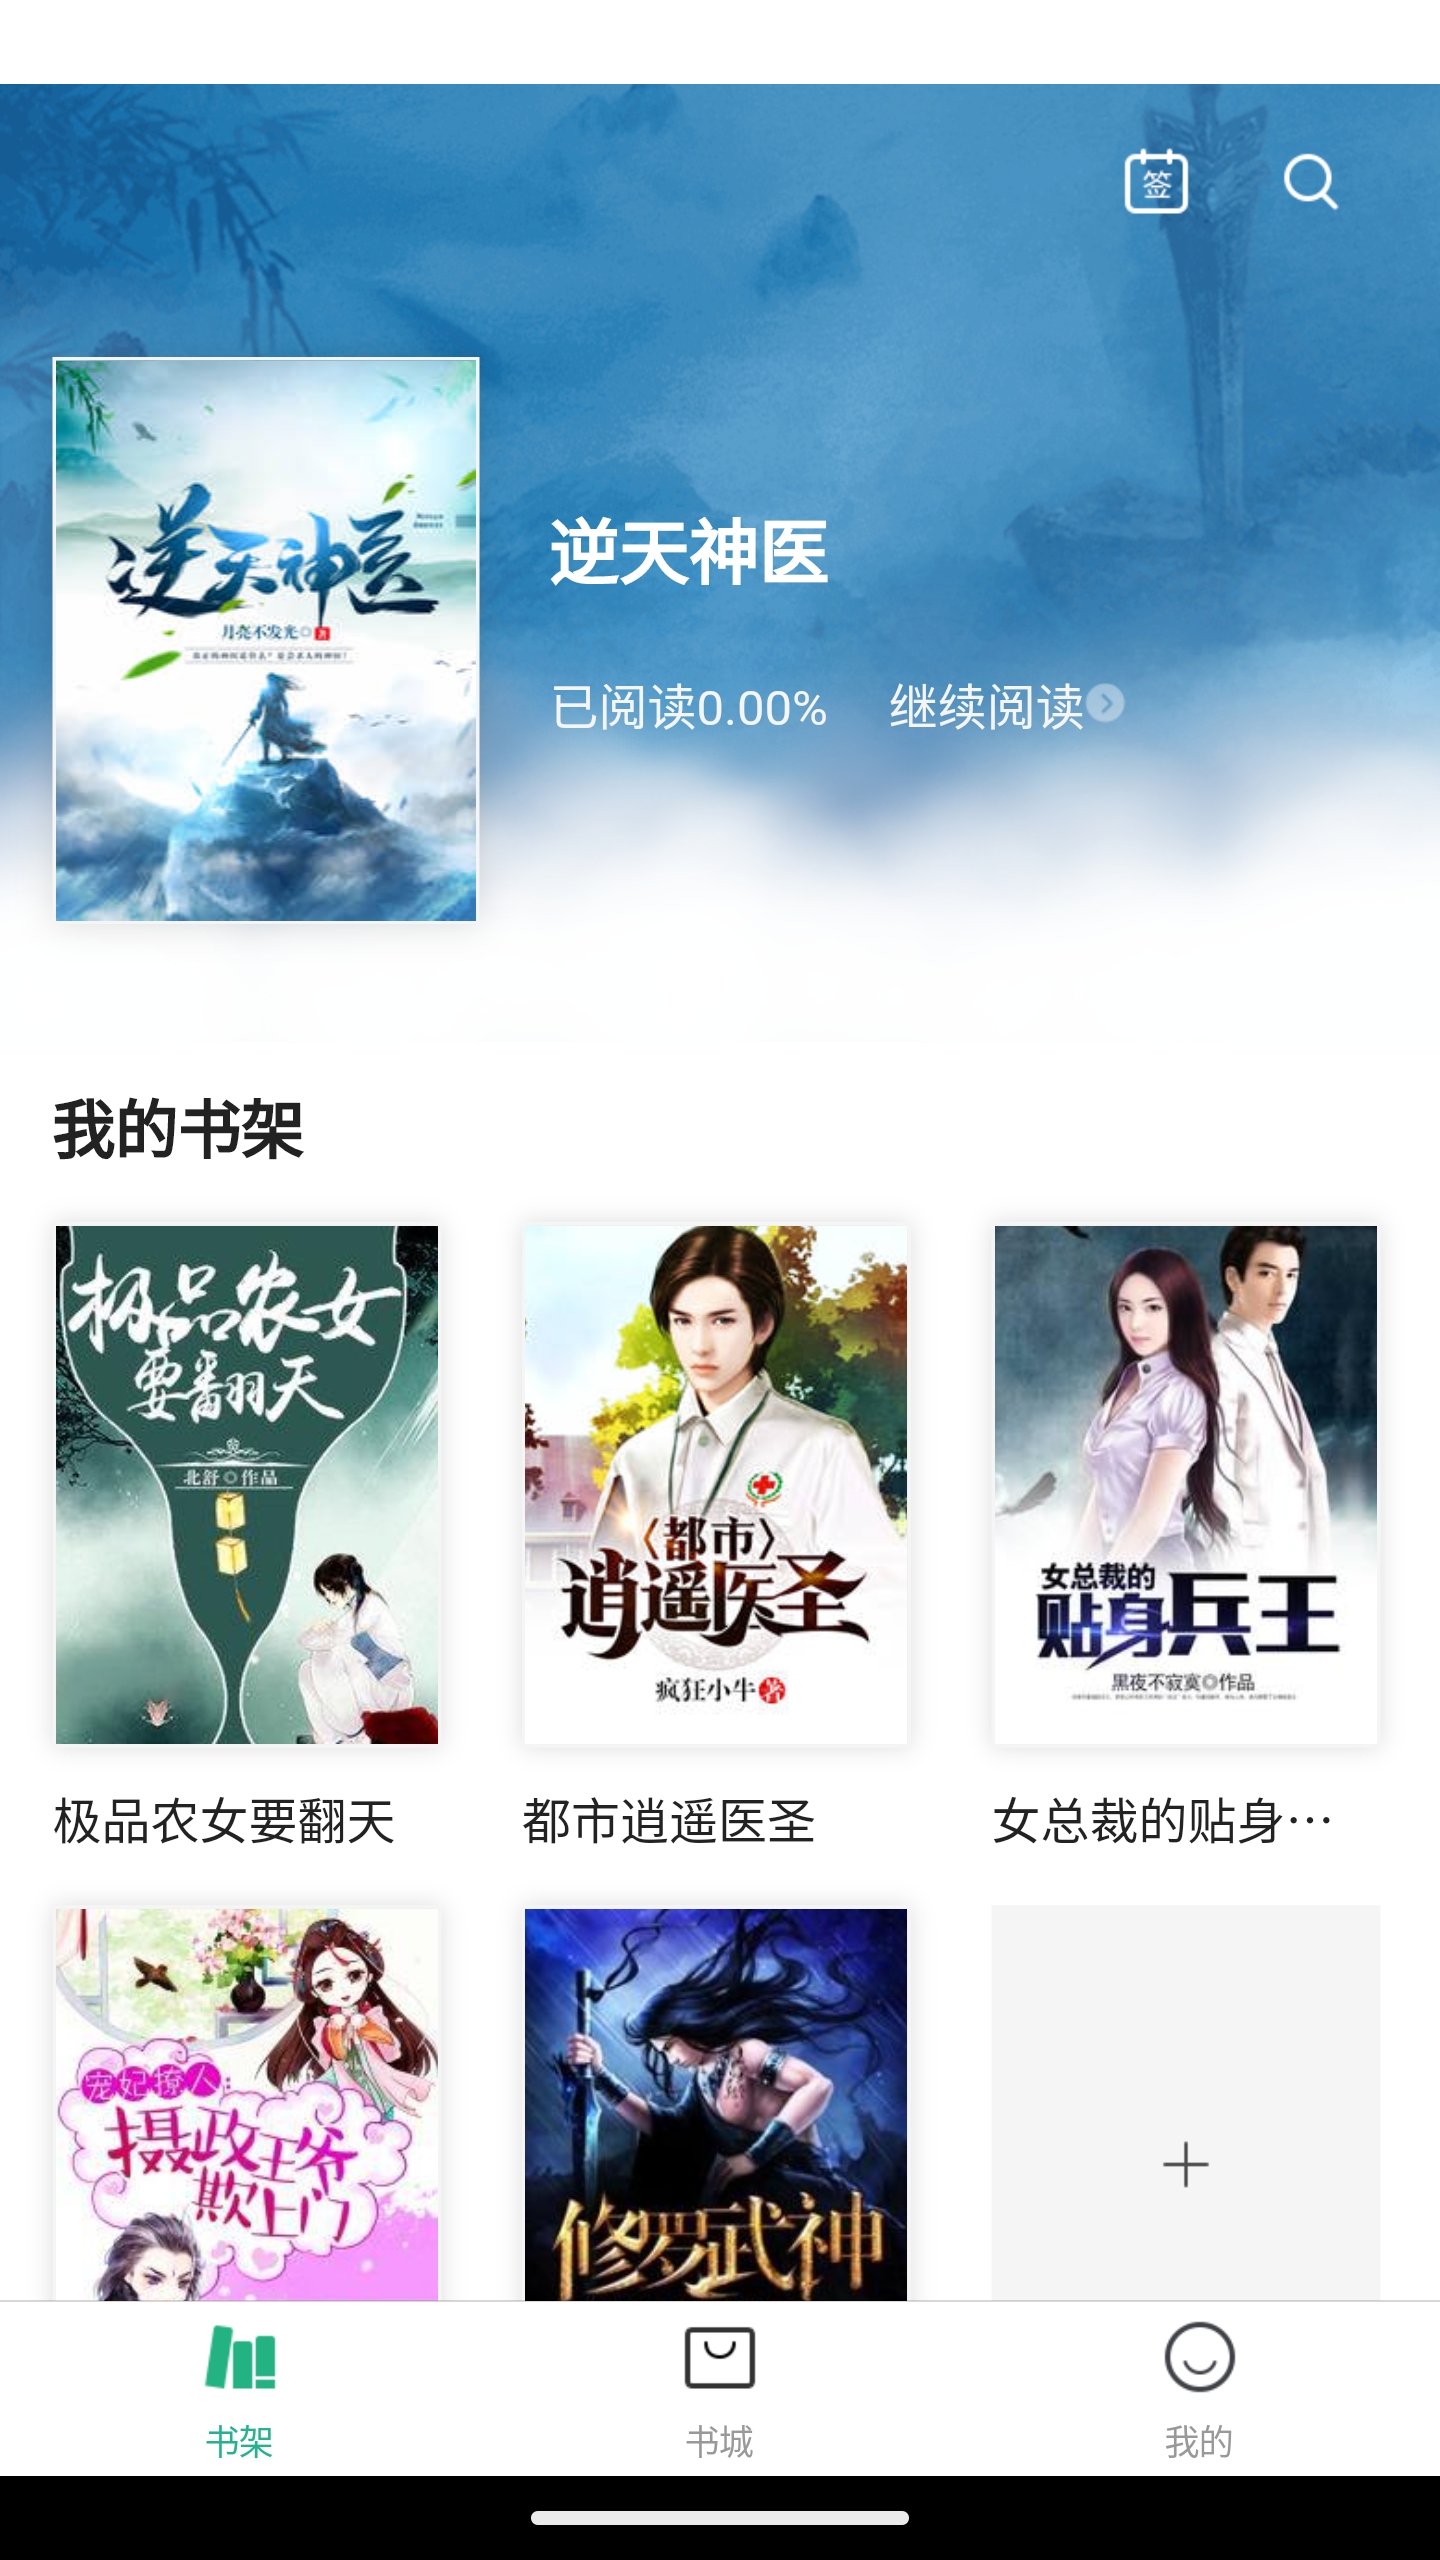 签
逆天神医
月亮不发光◎著
逆天神医
已阅读0.00% 继续阅读
我的书架
极品农女
要翻天
北舒◎作品
〈都市〉
逍遥医圣
疯狂小牛著
女总裁的
贴身兵王
黑夜不寂寞◎作品
极品农女要翻天
都市逍遥医圣
女总裁的贴身…
宠妃撩人:
摄政王爷
欺上门
修罗武神
书架
书城
我的